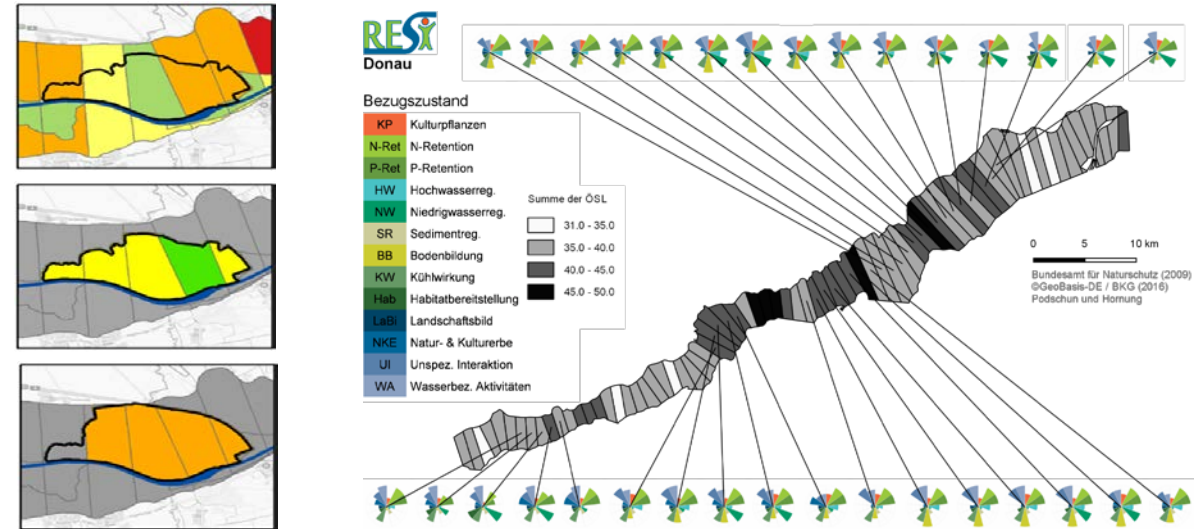 RESI
Donau
Bezugszustand
KP Kulturpflanzen
N-Ret N-Retention
P-Ret P-Retention
HW Hochwasserreg.
NW Niedrigwasserreg.
SR Sedimentreg.
BB Bodenbildung
KW Kühlwirkung
Hab Habitatbereitstellung
LaBi Landschaftsbild
NKE Natur- & Kulturerbe
UI Unspez. Interaktion
WA Wasserbez. Aktivitäten
Summe der ÖSL
31.0 - 35.0
35.0 - 40.0
40.0 - 45.0
45.0 - 50.0
0 5 10 km
Bundesamt für Naturschutz (2009)
©GeoBasis-DE / BKG (2016)
Podschun und Hornung